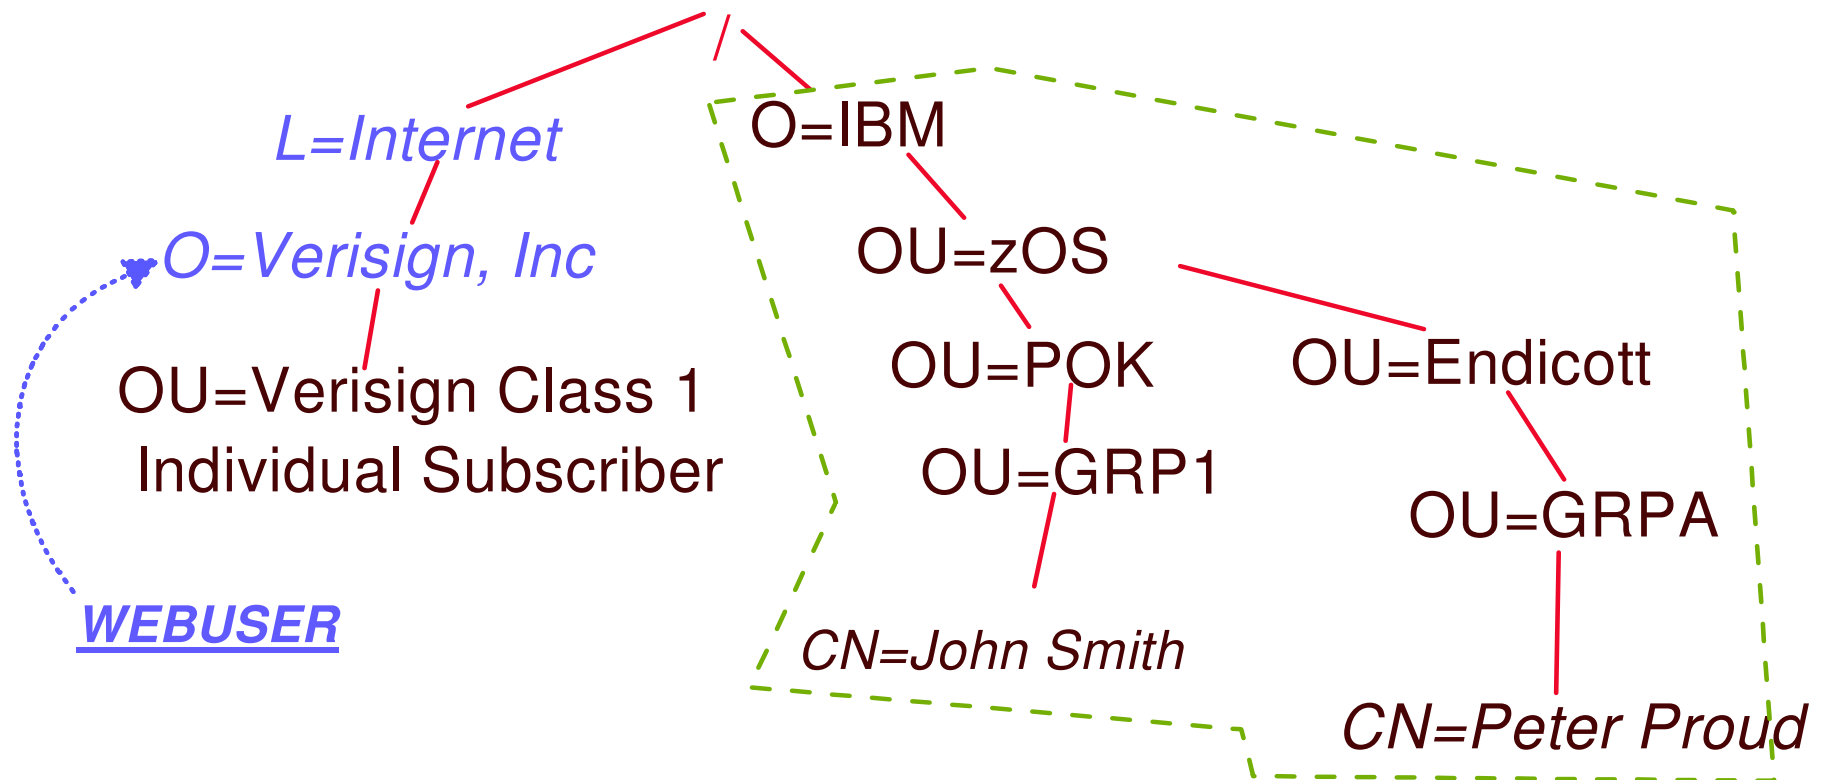 /
L=Internet
O=IBM
O=Verisign, Inc
OU=zOS
OU=Verisign Class 1
Individual Subscriber
OU=POK
OU=Endicott
OU=GRP1
OU=GRPA
WEBUSER
CN=John Smith
CN=Peter Proud